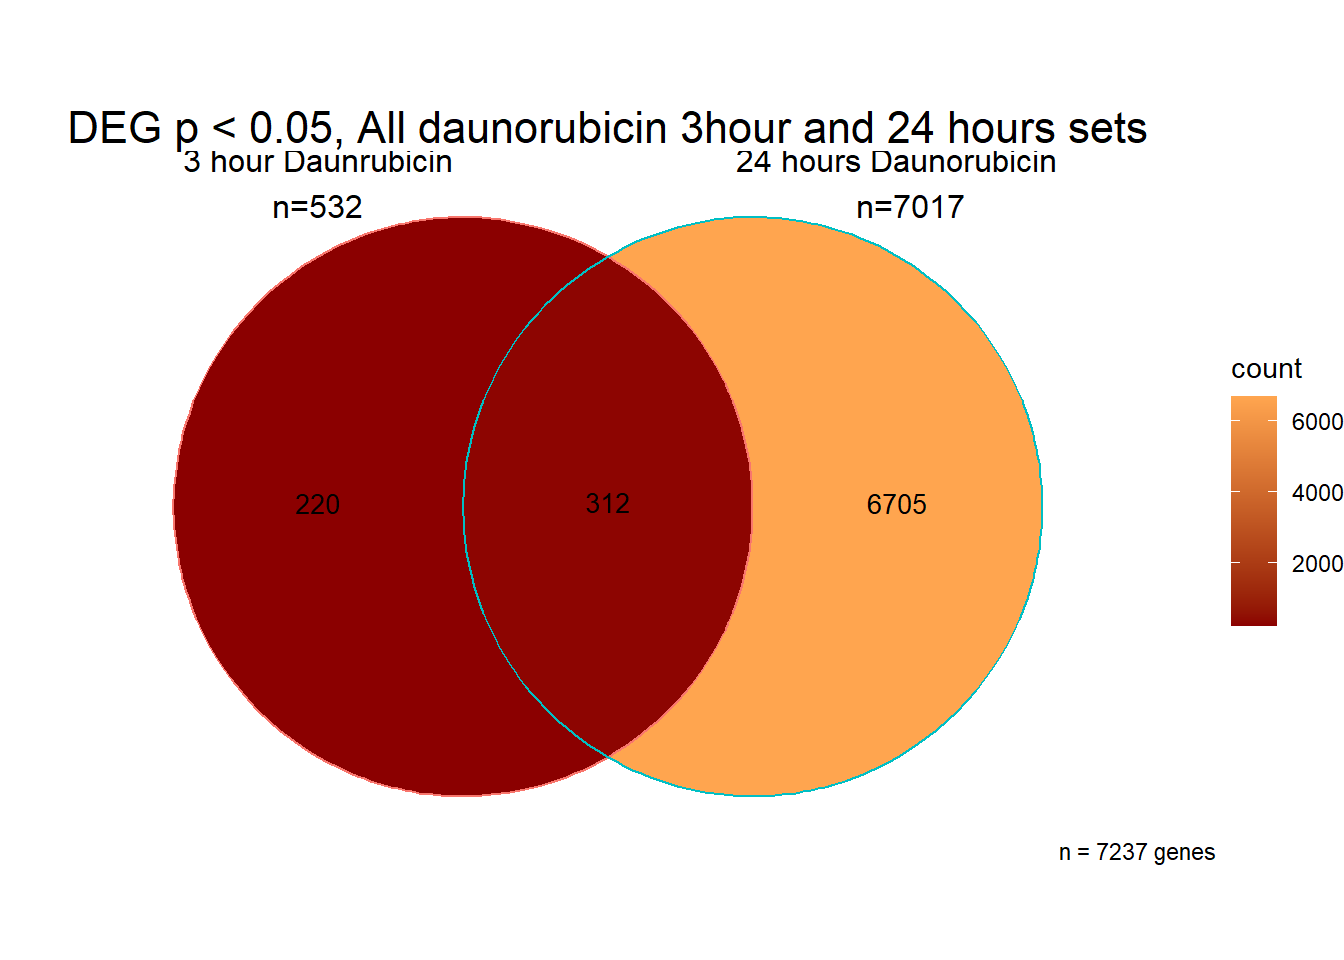 DEG p < 0.05, All daunorubicin 3hour and 24 hours sets
3 hour Daunrubicin
n=532
24 hours Daunorubicin
n=7017
220
312
6705
count
6000
4000
2000
n = 7237 genes